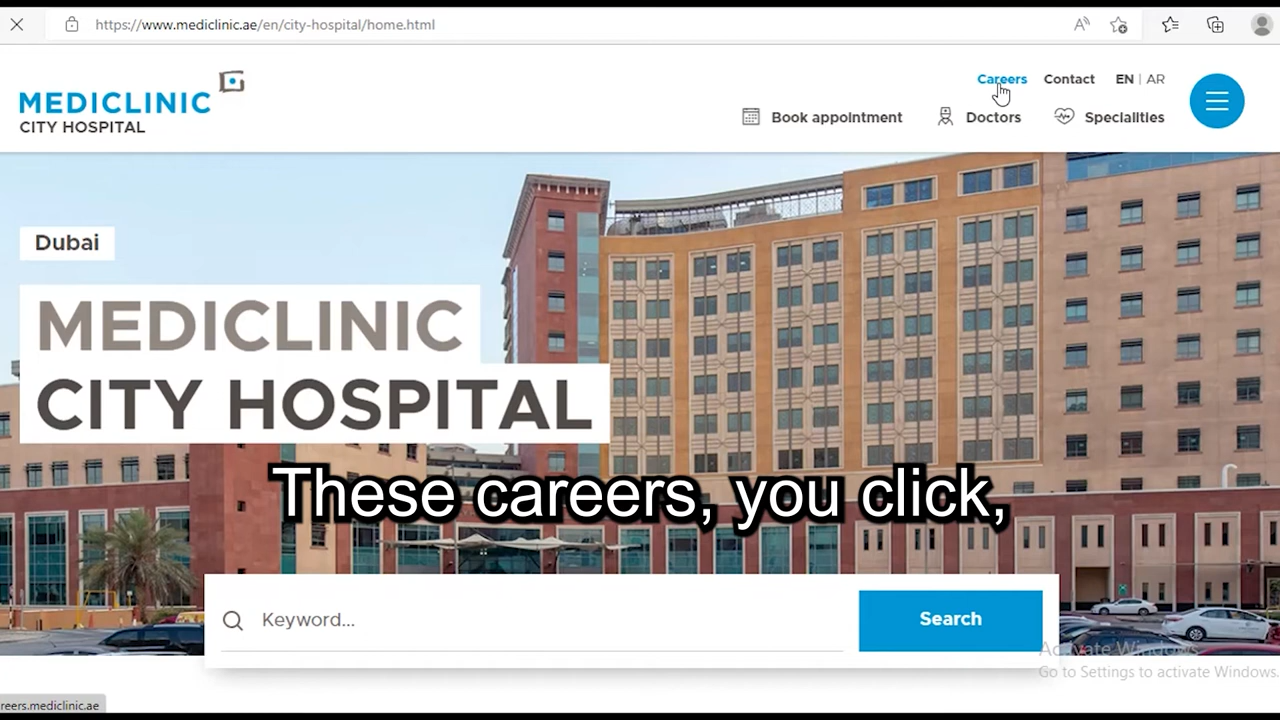 https://www.mediclinic.ae/en/city-hospital/home.html
MEDICLINIC
CITY HOSPITAL
Careers
Contact
EN | AR
Book appointment
Doctors
Specialities
Dubai
MEDICLINIC
CITY HOSPITAL
These careers, you click,
Keyword...
Search
Activate Windows
Go to Settings to activate Windows.
reers.mediclinic.ae